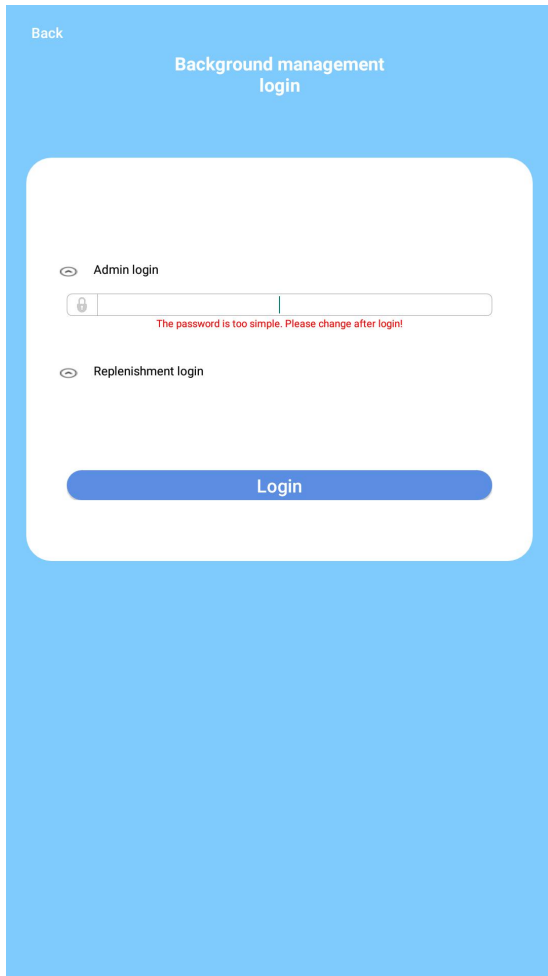 Back
Background management
login
Admin login
The password is too simple. Please change after login!
Replenishment login
Login